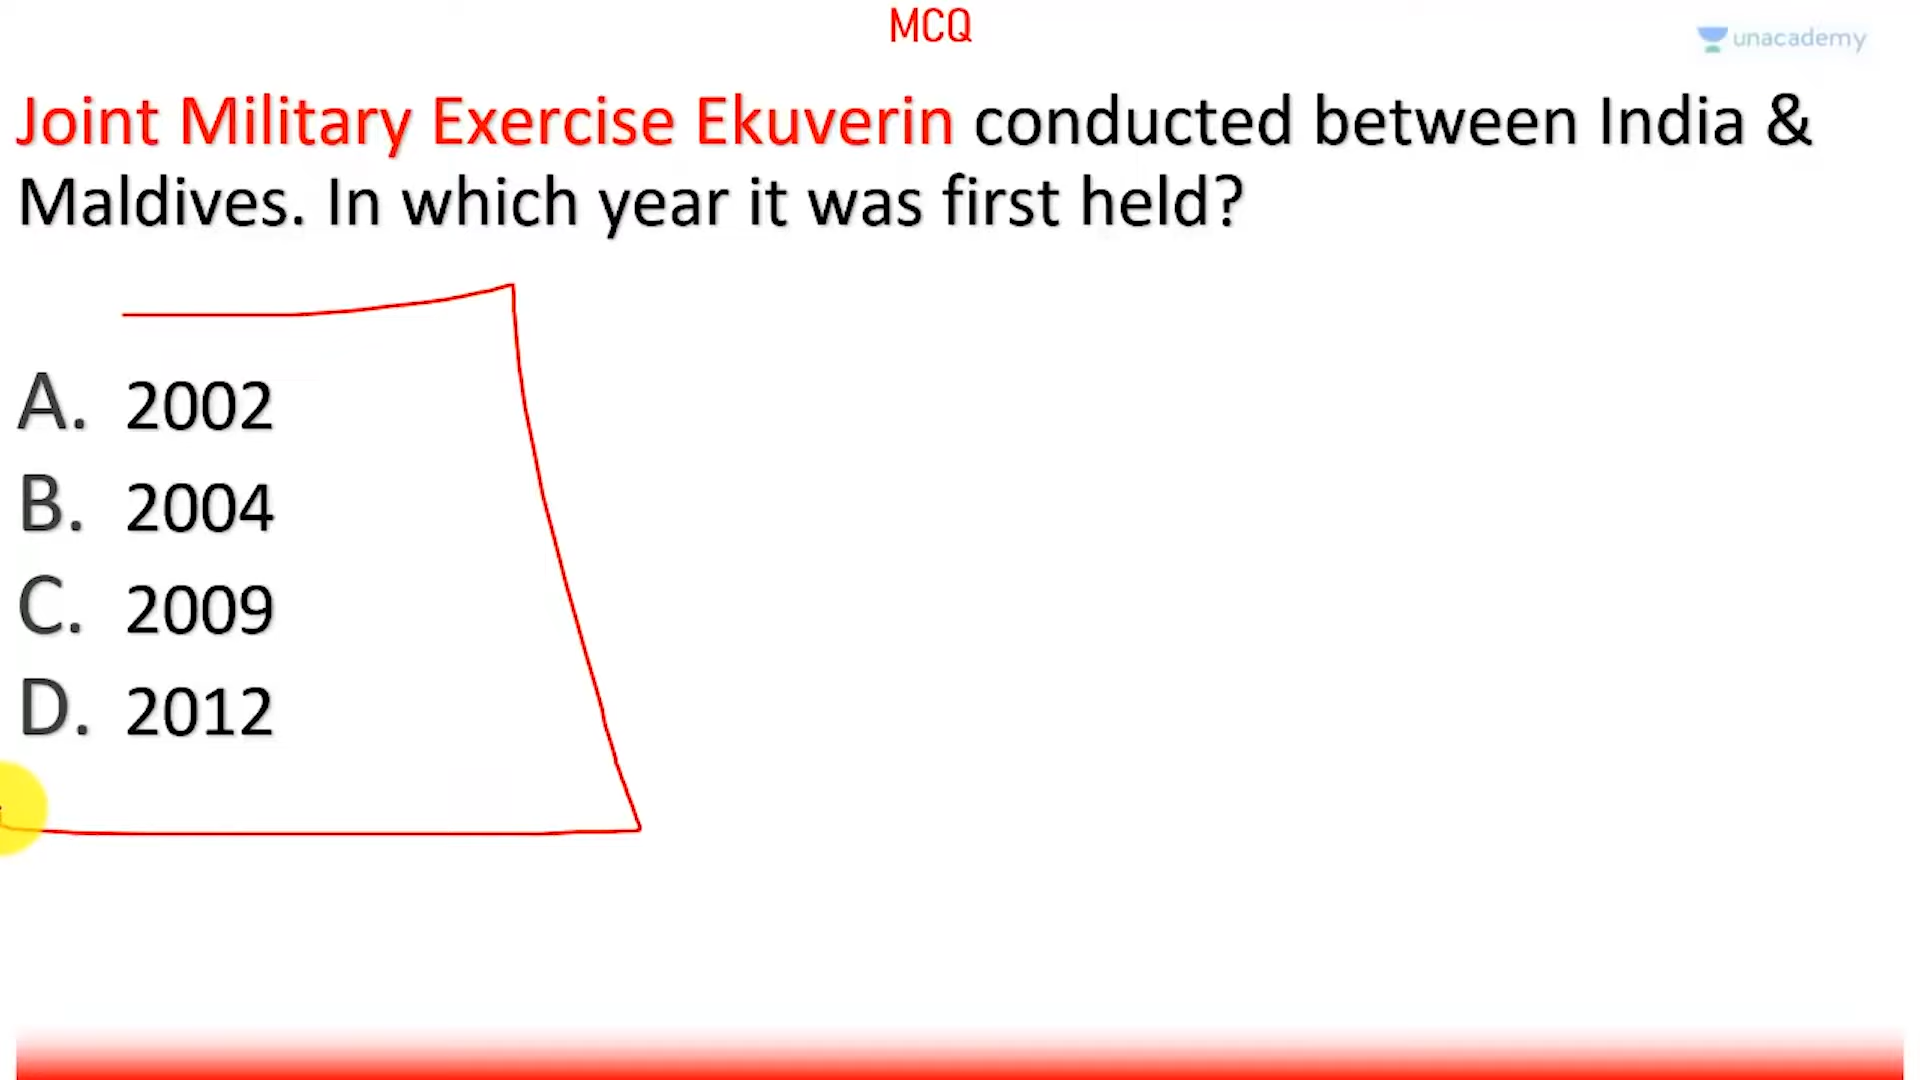 MCQ
unacademy
Joint Military Exercise Ekuverin conducted between India &
Maldives. In which year it was first held?
A. 2002
B. 2004
C. 2009
D. 2012